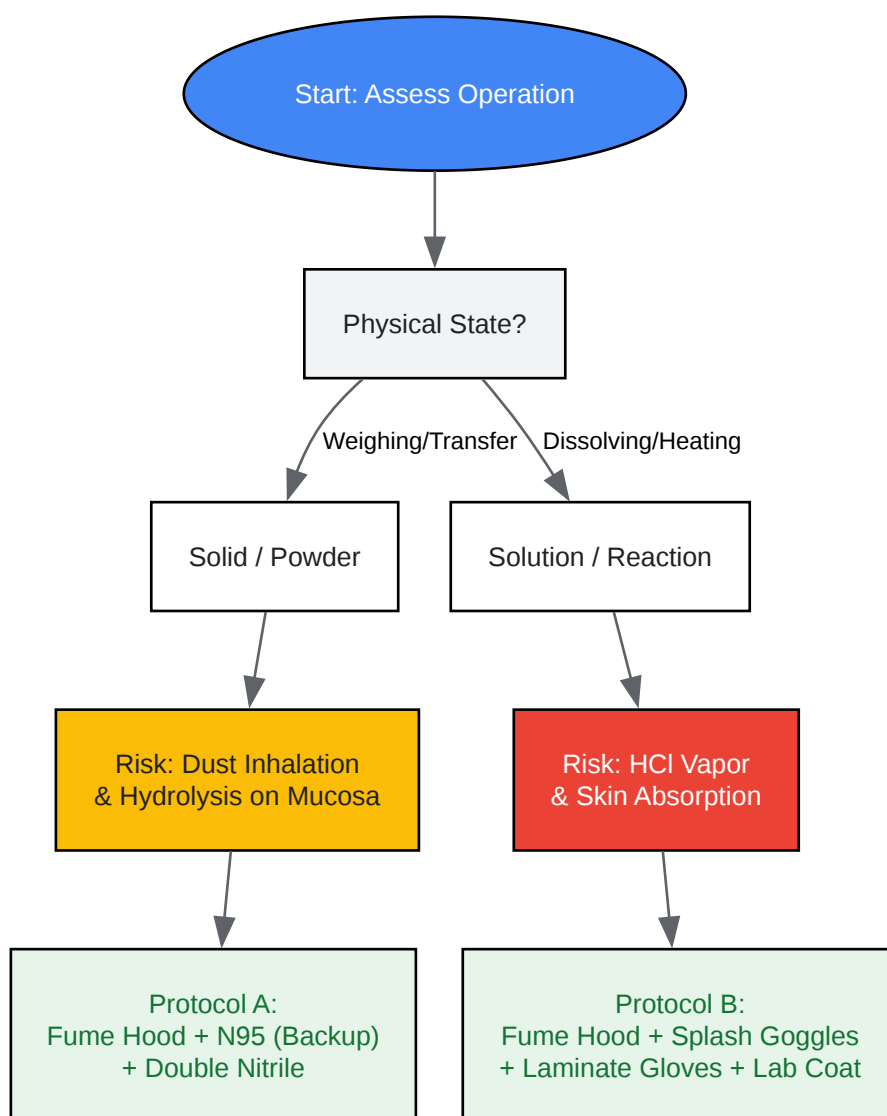 Start: Assess Operation
Physical State?
Weighing/Transfer
Dissolving/Heating
Solid / Powder
Solution / Reaction
Risk: Dust Inhalation
& Hydrolysis on Mucosa
Risk: HCl Vapor
& Skin Absorption
Protocol A:
Fume Hood + N95 (Backup)
+ Double Nitrile
Protocol B:
Fume Hood + Splash Goggles
+ Laminate Gloves + Lab Coat